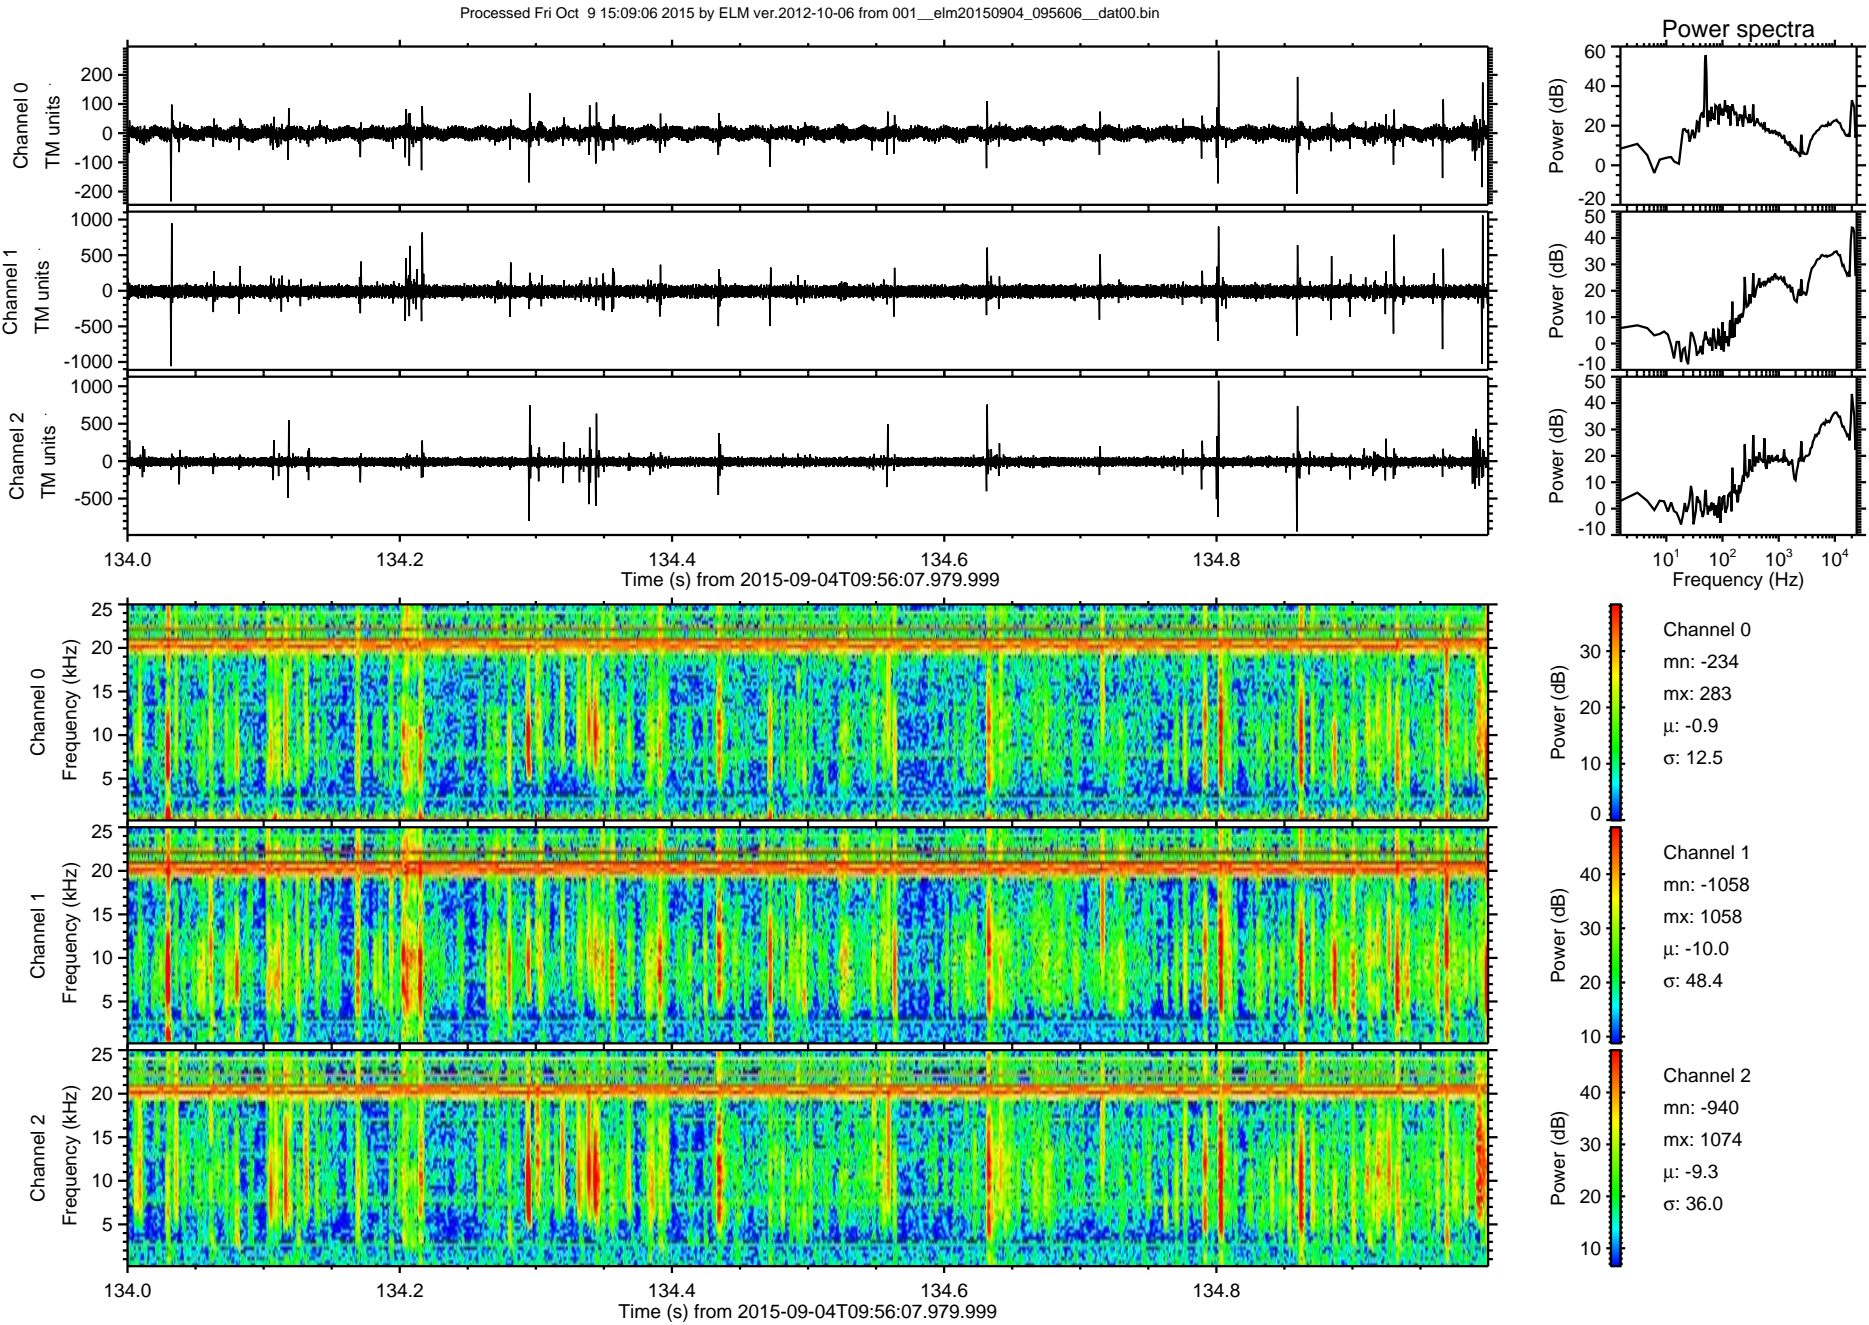 Processed Fri Oct  9 15:09:06 2015 by ELM ver.2012-10-06 from 001__elm20150904_095606__dat00.bin
Power spectra
Channel 0
TM units
200
100
0
-100
-200
Power (dB)
60
40
20
0
-20
Channel 1
TM units
1000
500
0
-500
-1000
Power (dB)
50
40
30
20
10
0
-10
Channel 2
TM units
1000
500
0
-500
Power (dB)
50
40
30
20
10
0
-10
134.0 134.2 134.4 134.6 134.8
Time (s) from 2015-09-04T09:56:07.979.999
10^1 10^2 10^3 10^4
Frequency (Hz)
Channel 0
Frequency (kHz)
25
20
15
10
5
Power (dB)
30
20
10
0
Channel 0
mn: -234
mx: 283
μ: -0.9
σ: 12.5
Channel 1
Frequency (kHz)
25
20
15
10
5
Power (dB)
40
30
20
10
Channel 1
mn: -1058
mx: 1058
μ: -10.0
σ: 48.4
Channel 2
Frequency (kHz)
25
20
15
10
5
Power (dB)
40
30
20
10
Channel 2
mn: -940
mx: 1074
μ: -9.3
σ: 36.0
134.0 134.2 134.4 134.6 134.8
Time (s) from 2015-09-04T09:56:07.979.999